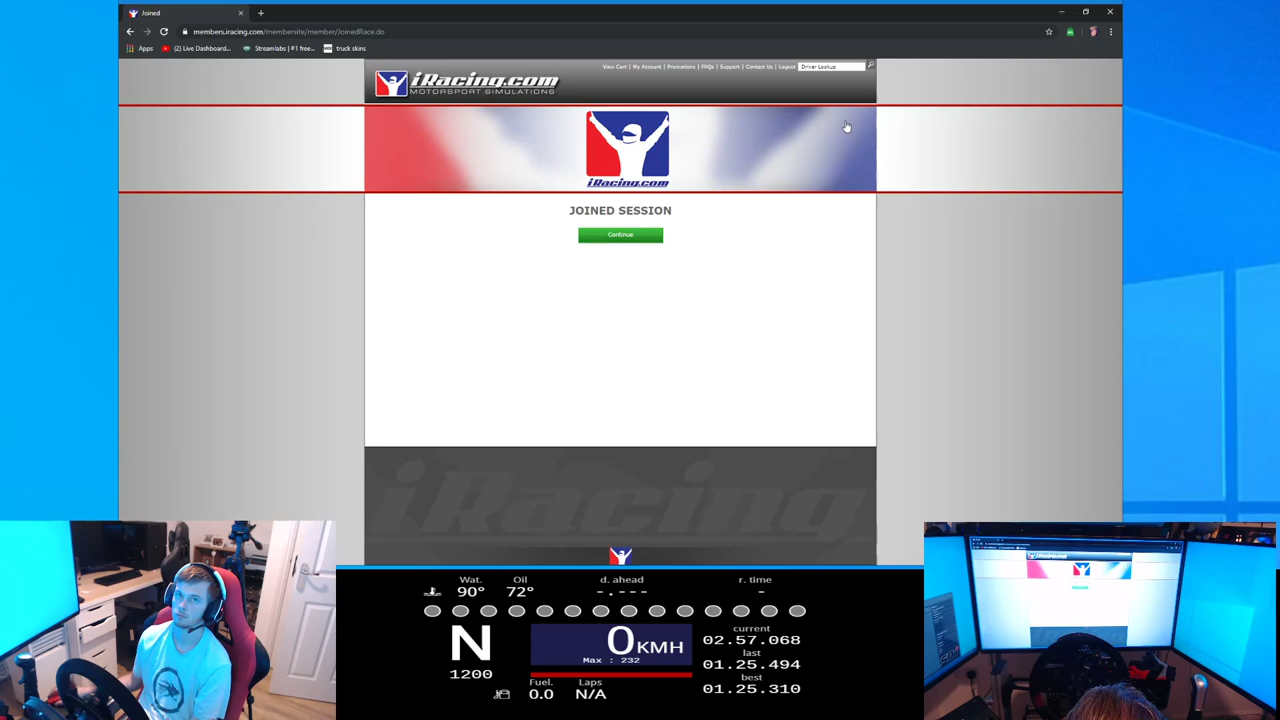 Joined
members.iracing.com/membersite/member/JoinedRace.do
Apps
(2) Live Dashboard...
Streamlabs | #1 free...
truck skins
View Cart | My Account | Promotions | FAQs | Support | Contact Us | Logout
Driver Lookup
iRacing.com
MOTORSPORT SIMULATIONS
iRacing.com
JOINED SESSION
Continue
iRacing
Wat.
Oil
d. ahead
r. time
90°
72°
-.---
-
N
1200
0KMH
Max : 232
current
02.57.068
last
01.25.494
best
01.25.310
Fuel.
Laps
0.0
N/A